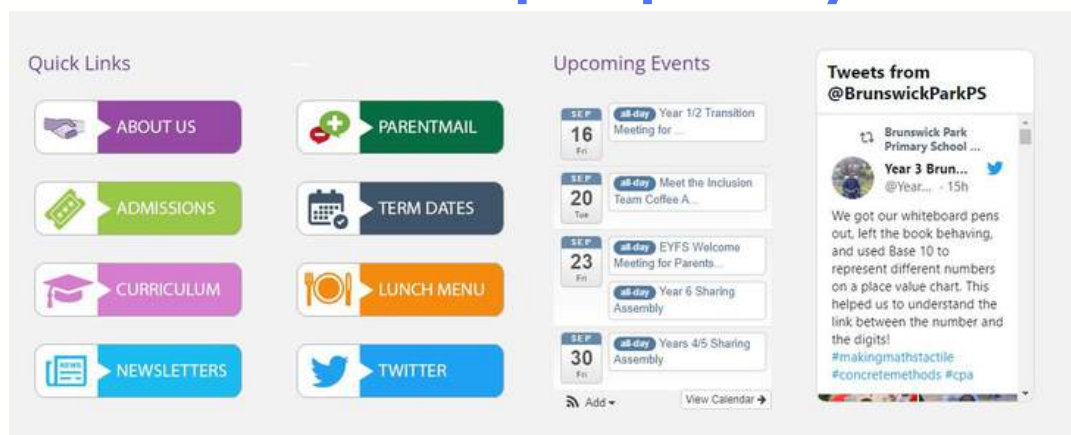 Quick Links
ABOUT US
PARENTMAIL
ADMISSIONS
TERM DATES
CURRICULUM
LUNCH MENU
NEWS
NEWSLETTERS
TWITTER
Upcoming Events
SEP
16
Fri
all-day Year 1/2 Transition
Meeting for ...
SEP
20
Tue
all-day Meet the Inclusion
Team Coffee A...
SEP
23
Fri
all-day EYFS Welcome
Meeting for Parents...
all-day Year 6 Sharing
Assembly
SEP
30
Fri
all-day Years 4/5 Sharing
Assembly
Add
View Calendar
Tweets from
@BrunswickParkPS
Brunswick Park
Primary School ...
Year 3 Brun...
@Year... · 15h
We got our whiteboard pens
out, left the book behaving,
and used Base 10 to
represent different numbers
on a place value chart. This
helped us to understand the
link between the number and
the digits!
#makingmathstactile
#concretemethods #cpa